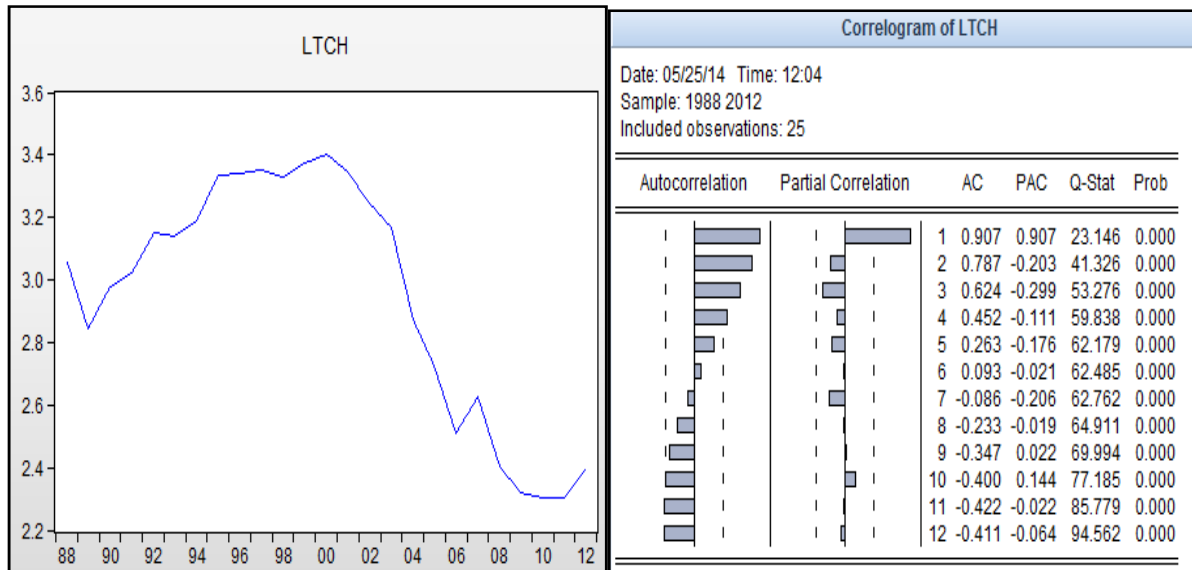 LTCH
3.6
3.4
3.2
3.0
2.8
2.6
2.4
2.2
88 90 92 94 96 98 00 02 04 06 08 10 12
Correlogram of LTCH
Date: 05/25/14 Time: 12:04
Sample: 1988 2012
Included observations: 25
Autocorrelation Partial Correlation AC PAC Q-Stat Prob
1 0.907 0.907 23.146 0.000
2 0.787 -0.203 41.326 0.000
3 0.624 -0.299 53.276 0.000
4 0.452 -0.111 59.838 0.000
5 0.263 -0.176 62.179 0.000
6 0.093 -0.021 62.485 0.000
7 -0.086 -0.206 62.762 0.000
8 -0.233 -0.019 64.911 0.000
9 -0.347 0.022 69.994 0.000
10 -0.400 0.144 77.185 0.000
11 -0.422 -0.022 85.779 0.000
12 -0.411 -0.064 94.562 0.000